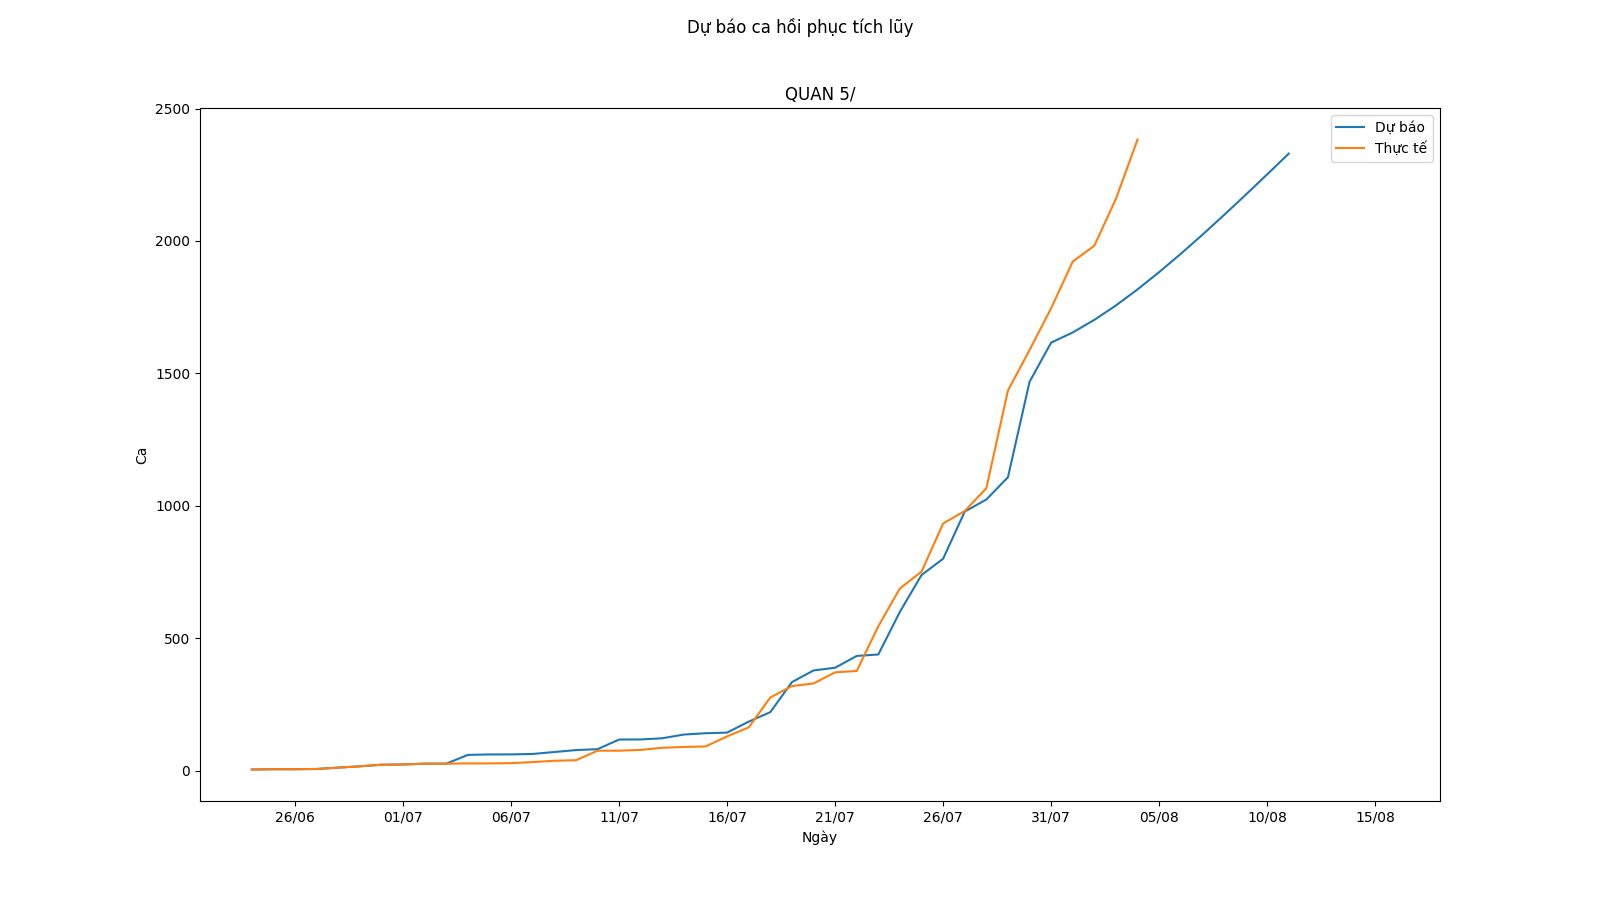 Dự báo ca hồi phục tích lũy
QUAN 5/
2500
2000
1500
1000
500
0
Ca
Dự báo
Thực tế
26/06
01/07
06/07
11/07
16/07
21/07
26/07
31/07
05/08
10/08
15/08
Ngày